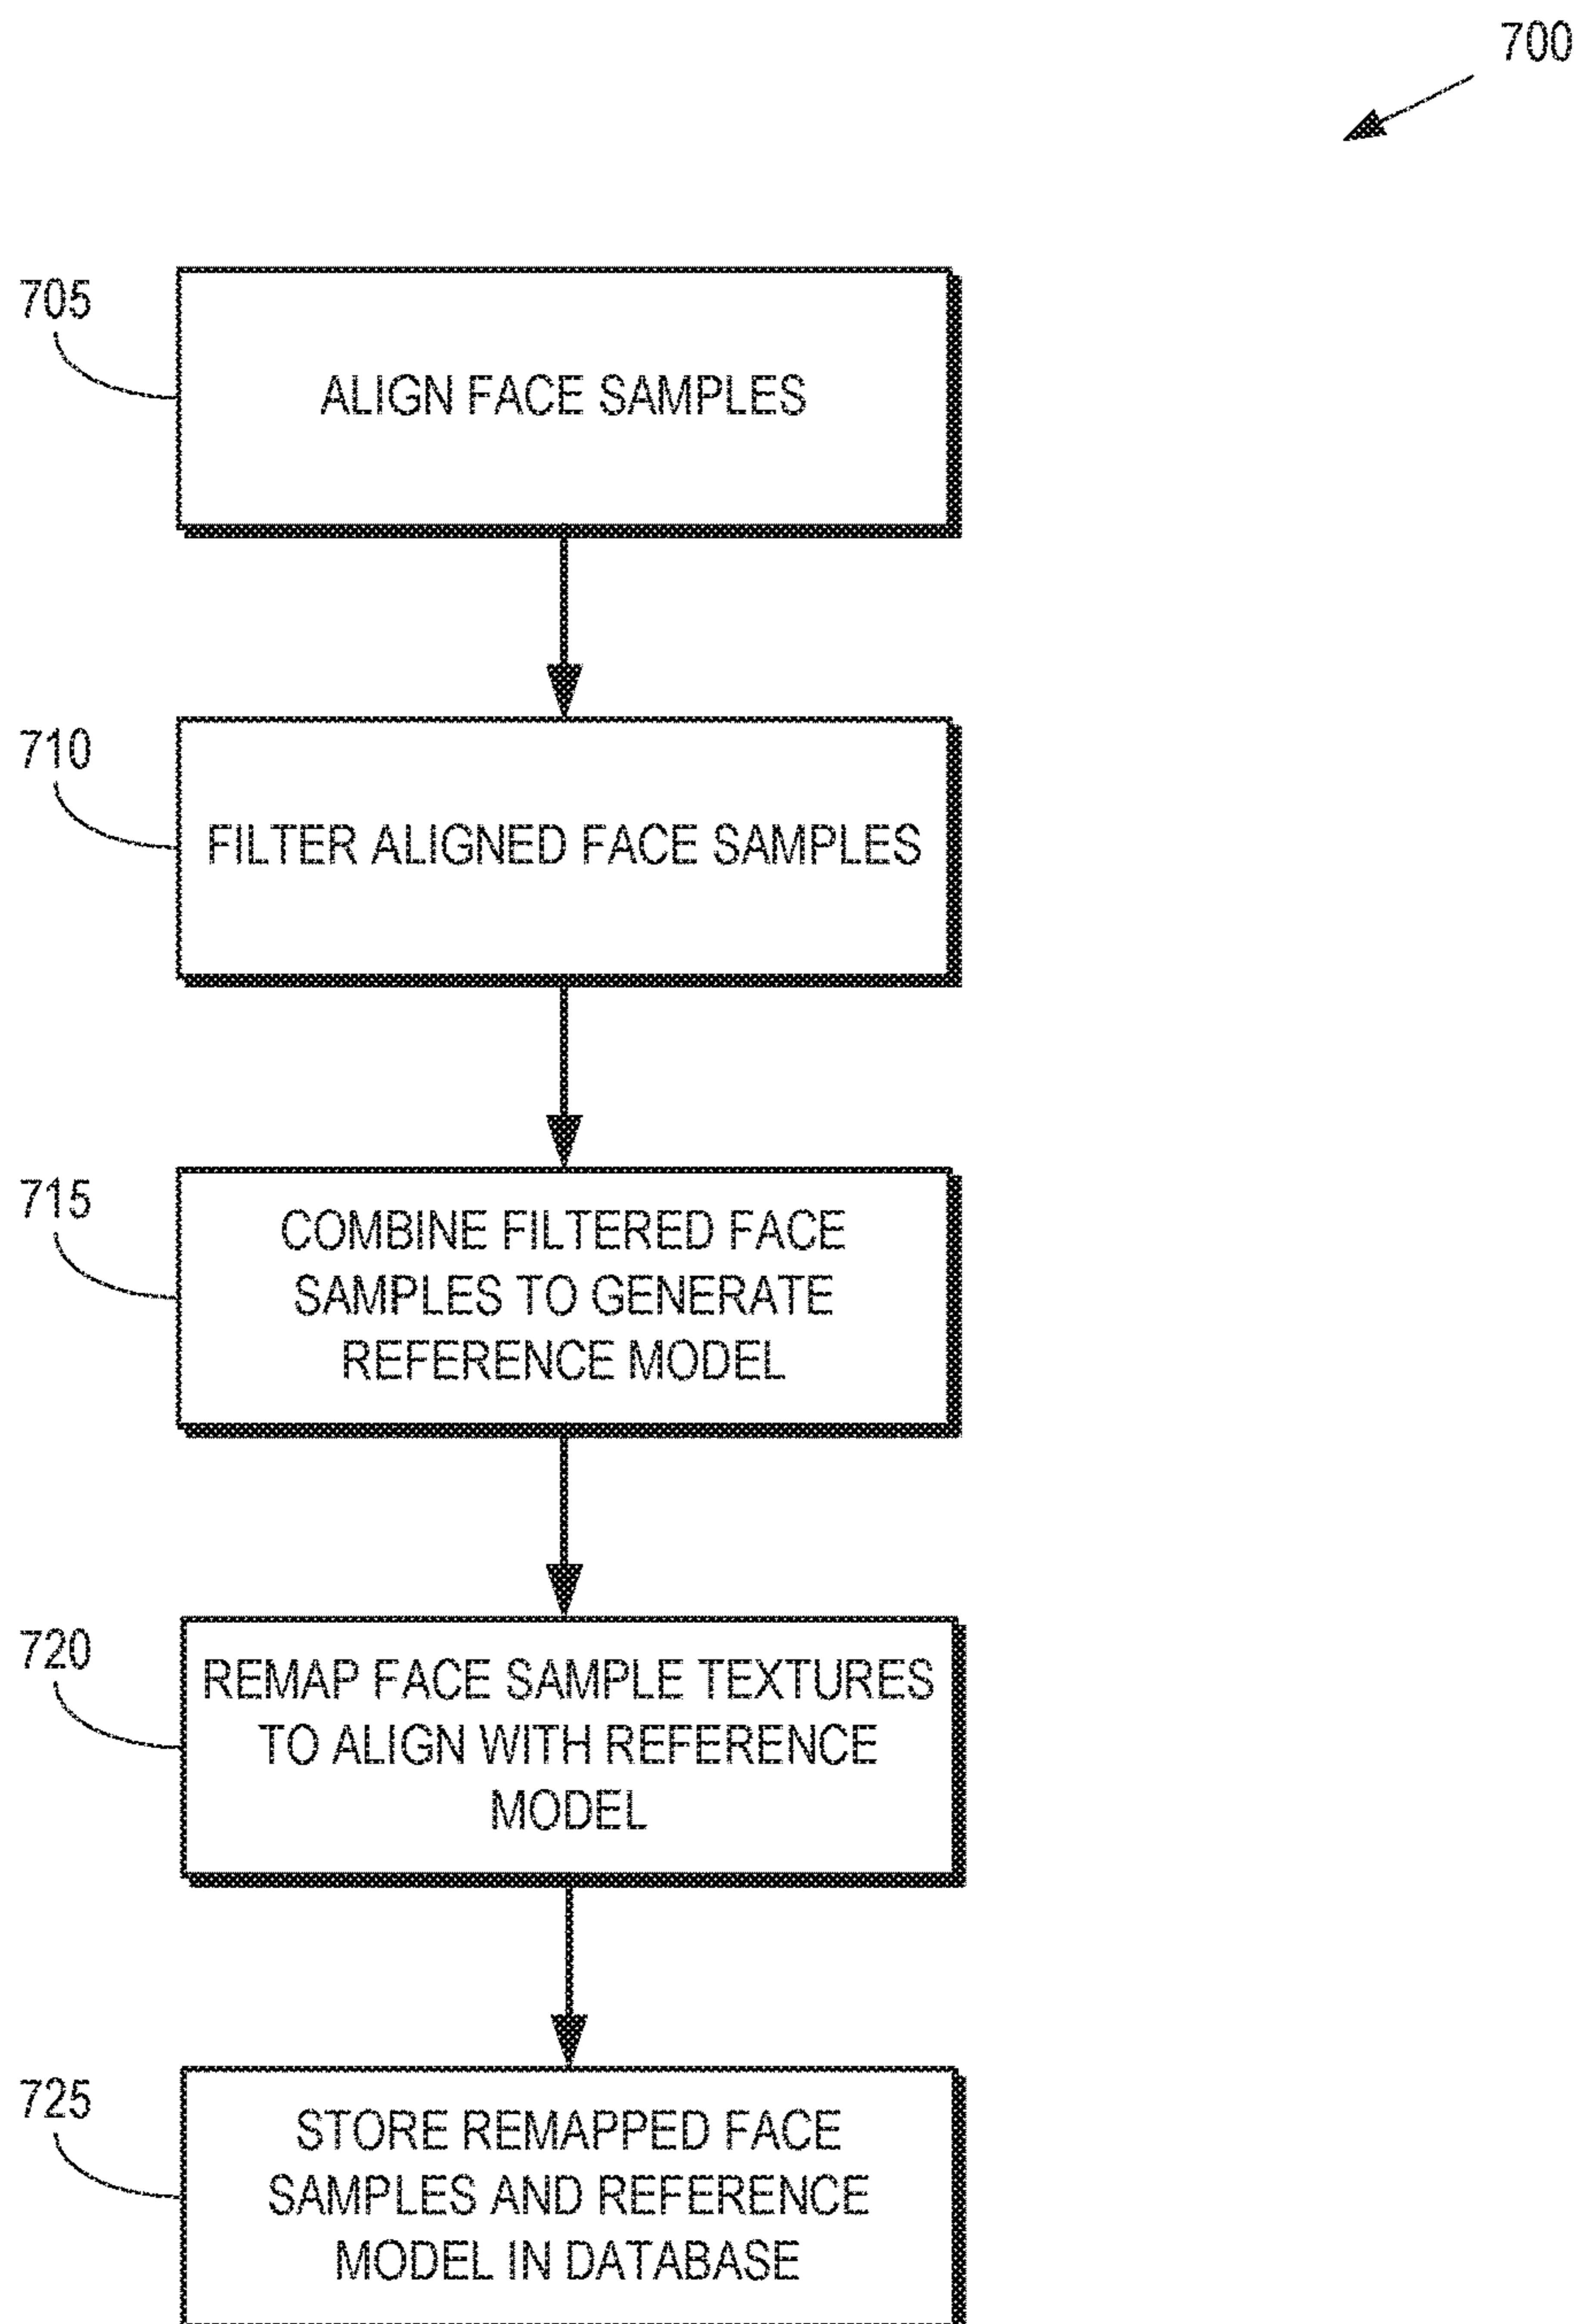 700
705
ALIGN FACE SAMPLES
710
FILTER ALIGNED FACE SAMPLES
715
COMBINE FILTERED FACE
SAMPLES TO GENERATE
REFERENCE MODEL
720
REMAP FACE SAMPLE TEXTURES
TO ALIGN WITH REFERENCE
MODEL
725
STORE REMAPPED FACE
SAMPLES AND REFERENCE
MODEL IN DATABASE